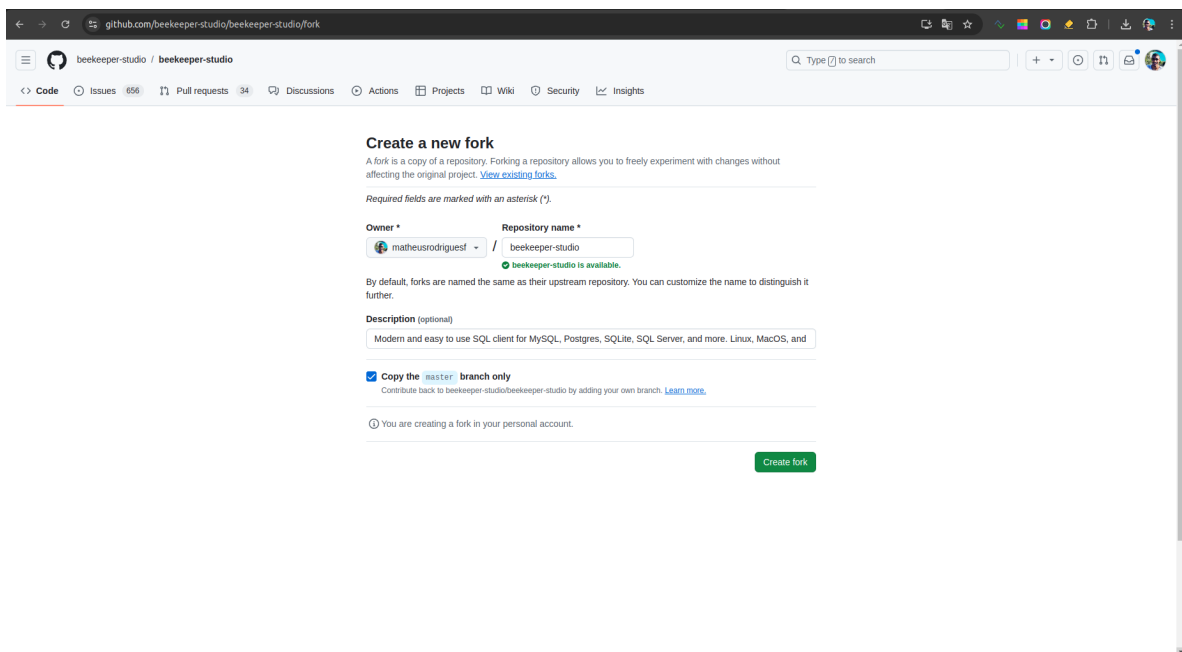 github.com/beekeeper-studio/beekeeper-studio/fork
beekeeper-studio / beekeeper-studio
Type / to search
Code Issues 656 Pull requests 34 Discussions Actions Projects Wiki Security Insights
Create a new fork
A fork is a copy of a repository. Forking a repository allows you to freely experiment with changes without
affecting the original project. View existing forks.
Required fields are marked with an asterisk (*).
Owner * Repository name *
matheusrodriguesf / beekeeper-studio
beekeeper-studio is available.
By default, forks are named the same as their upstream repository. You can customize the name to distinguish it
further.
Description (optional)
Modern and easy to use SQL client for MySQL, Postgres, SQLite, SQL Server, and more. Linux, MacOS, and
Copy the master branch only
Contribute back to beekeeper-studio/beekeeper-studio by adding your own branch. Learn more.
You are creating a fork in your personal account.
Create fork